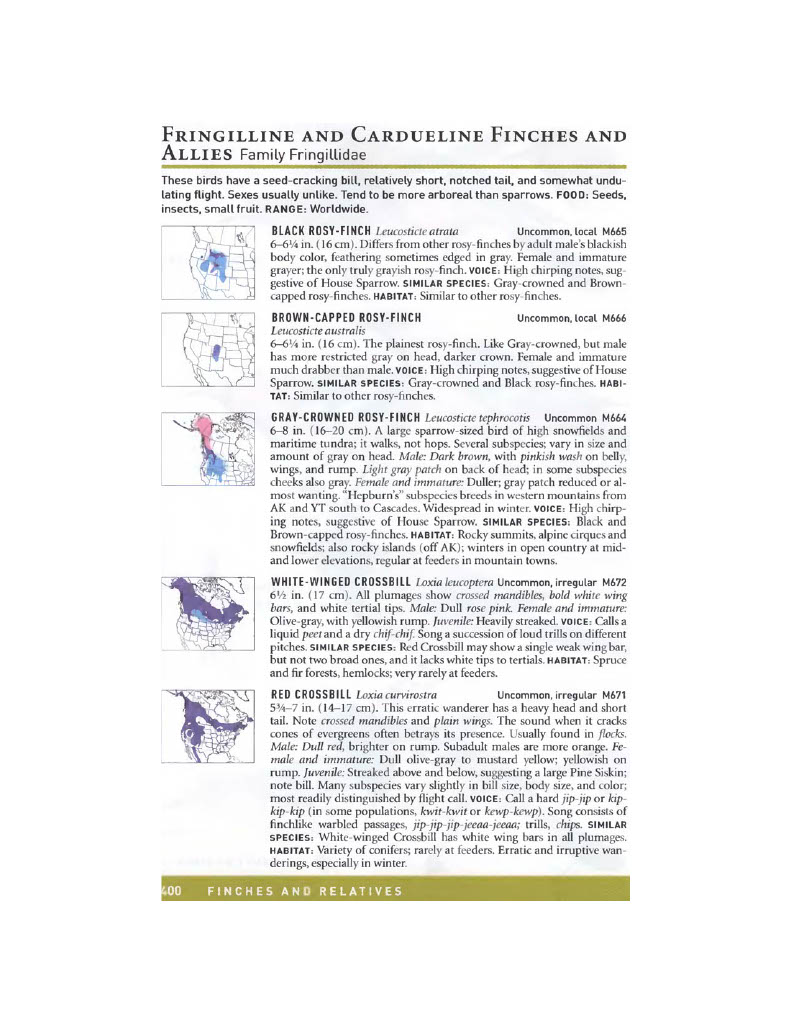 FRINGILLINE AND CARDUELINE FINCHES AND
ALLIES Family Fringillidae
These birds have a seed-cracking bill, relatively short, notched tail, and somewhat undu-
lating flight. Sexes usually unlike. Tend to be more arboreal than sparrows. FOOD: Seeds,
insects, small fruit. RANGE: Worldwide.
BLACK ROSY-FINCH Leucosticte atrata Uncommon, local M665
6–6¼ in. (16 cm). Differs from other rosy-finches by adult male's blackish
body color, feathering sometimes edged in gray. Female and immature
grayer; the only truly grayish rosy-finch. VOICE: High chirping notes, sug-
gestive of House Sparrow. SIMILAR SPECIES: Gray-crowned and Brown-
capped rosy-finches. HABITAT: Similar to other rosy-finches.
BROWN-CAPPED ROSY-FINCH Uncommon, local M666
Leucosticte australis
6–6¼ in. (16 cm). The plainest rosy-finch. Like Gray-crowned, but male
has more restricted gray on head, darker crown. Female and immature
much drabber than male. VOICE: High chirping notes, suggestive of House
Sparrow. SIMILAR SPECIES: Gray-crowned and Black rosy-finches. HABI-
TAT: Similar to other rosy-finches.
GRAY-CROWNED ROSY-FINCH Leucosticte tephrocotis Uncommon M664
6–8 in. (16–20 cm). A large sparrow-sized bird of high snowfields and
maritime tundra; it walks, not hops. Several subspecies; vary in size and
amount of gray on head. Male: Dark brown, with pinkish wash on belly,
wings, and rump. Light gray patch on back of head; in some subspecies
cheeks also gray. Female and immature: Duller; gray patch reduced or al-
most wanting. "Hepburn's" subspecies breeds in western mountains from
AK and YT south to Cascades. Widespread in winter. VOICE: High chirp-
ing notes, suggestive of House Sparrow. SIMILAR SPECIES: Black and
Brown-capped rosy-finches. HABITAT: Rocky summits, alpine cirques and
snowfields; also rocky islands (off AK); winters in open country at mid-
and lower elevations, regular at feeders in mountain towns.
WHITE-WINGED CROSSBILL Loxia leucoptera Uncommon, irregular M672
6½ in. (17 cm). All plumages show crossed mandibles, bold white wing
bars, and white tertial tips. Male: Dull rose pink. Female and immature:
Olive-gray, with yellowish rump. Juvenile: Heavily streaked. VOICE: Calls a
liquid peet and a dry chif-chif. Song a succession of loud trills on different
pitches. SIMILAR SPECIES: Red Crossbill may show a single weak wing bar,
but not two broad ones, and it lacks white tips to tertials. HABITAT: Spruce
and fir forests, hemlocks; very rarely at feeders.
RED CROSSBILL Loxia curvirostra Uncommon, irregular M671
5¾–7 in. (14–17 cm). This erratic wanderer has a heavy head and short
tail. Note crossed mandibles and plain wings. The sound when it cracks
cones of evergreens often betrays its presence. Usually found in flocks.
Male: Dull red, brighter on rump. Subadult males are more orange. Fe-
male and immature: Dull olive-gray to mustard yellow; yellowish on
rump. Juvenile: Streaked above and below, suggesting a large Pine Siskin;
note bill. Many subspecies vary slightly in bill size, body size, and color;
most readily distinguished by flight call. VOICE: Call a hard jip-jip or kip-
kip-kip (in some populations, kwit-kwit or kewp-kewp). Song consists of
finchlike warbled passages, jip-jip-jip-jeeaa-jeeaa; trills, chips. SIMILAR
SPECIES: White-winged Crossbill has white wing bars in all plumages.
HABITAT: Variety of conifers; rarely at feeders. Erratic and irruptive wan-
derings, especially in winter.
400 FINCHES AND RELATIVES